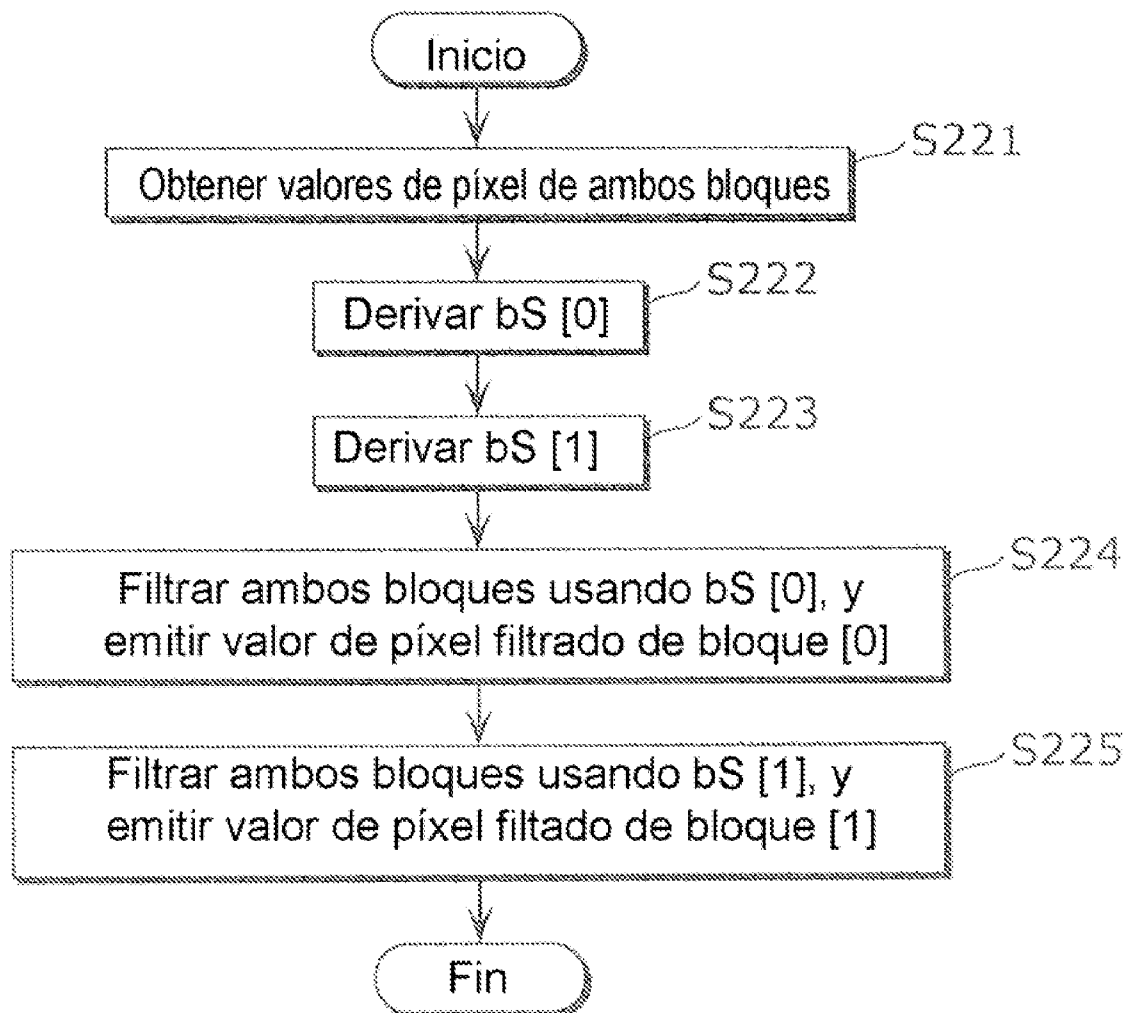 Inicio
S221
Obtener valores de píxel de ambos bloques
S222
Derivar bS [0]
S223
Derivar bS [1]
S224
Filtrar ambos bloques usando bS [0], y
emitir valor de píxel filtrado de bloque [0]
S225
Filtrar ambos bloques usando bS [1], y
emitir valor de píxel filtado de bloque [1]
Fin